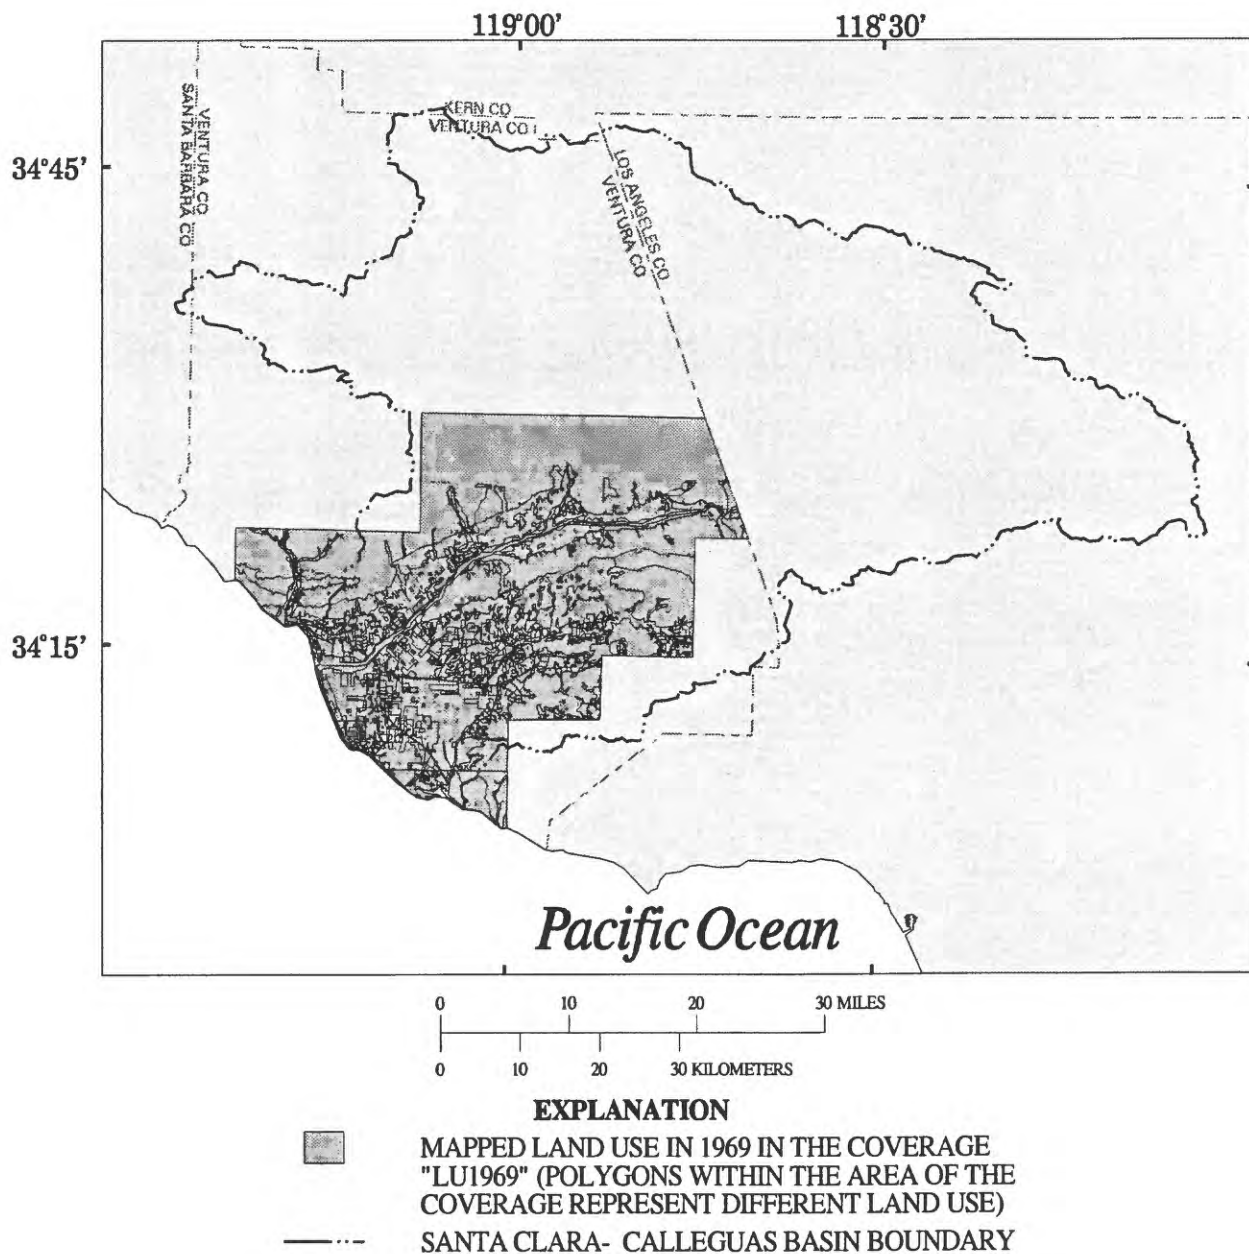 119°00'
118°30'
KERN CO
VENTURA CO
34°45'
VENTURA CO
SANTA BARBARA CO
LOS ANGELES CO
VENTURA CO
34°15'
Pacific Ocean
0 10 20 30 MILES
0 10 20 30 KILOMETERS
EXPLANATION
MAPPED LAND USE IN 1969 IN THE COVERAGE
"LU1969" (POLYGONS WITHIN THE AREA OF THE
COVERAGE REPRESENT DIFFERENT LAND USE)
SANTA CLARA- CALLEGUAS BASIN BOUNDARY